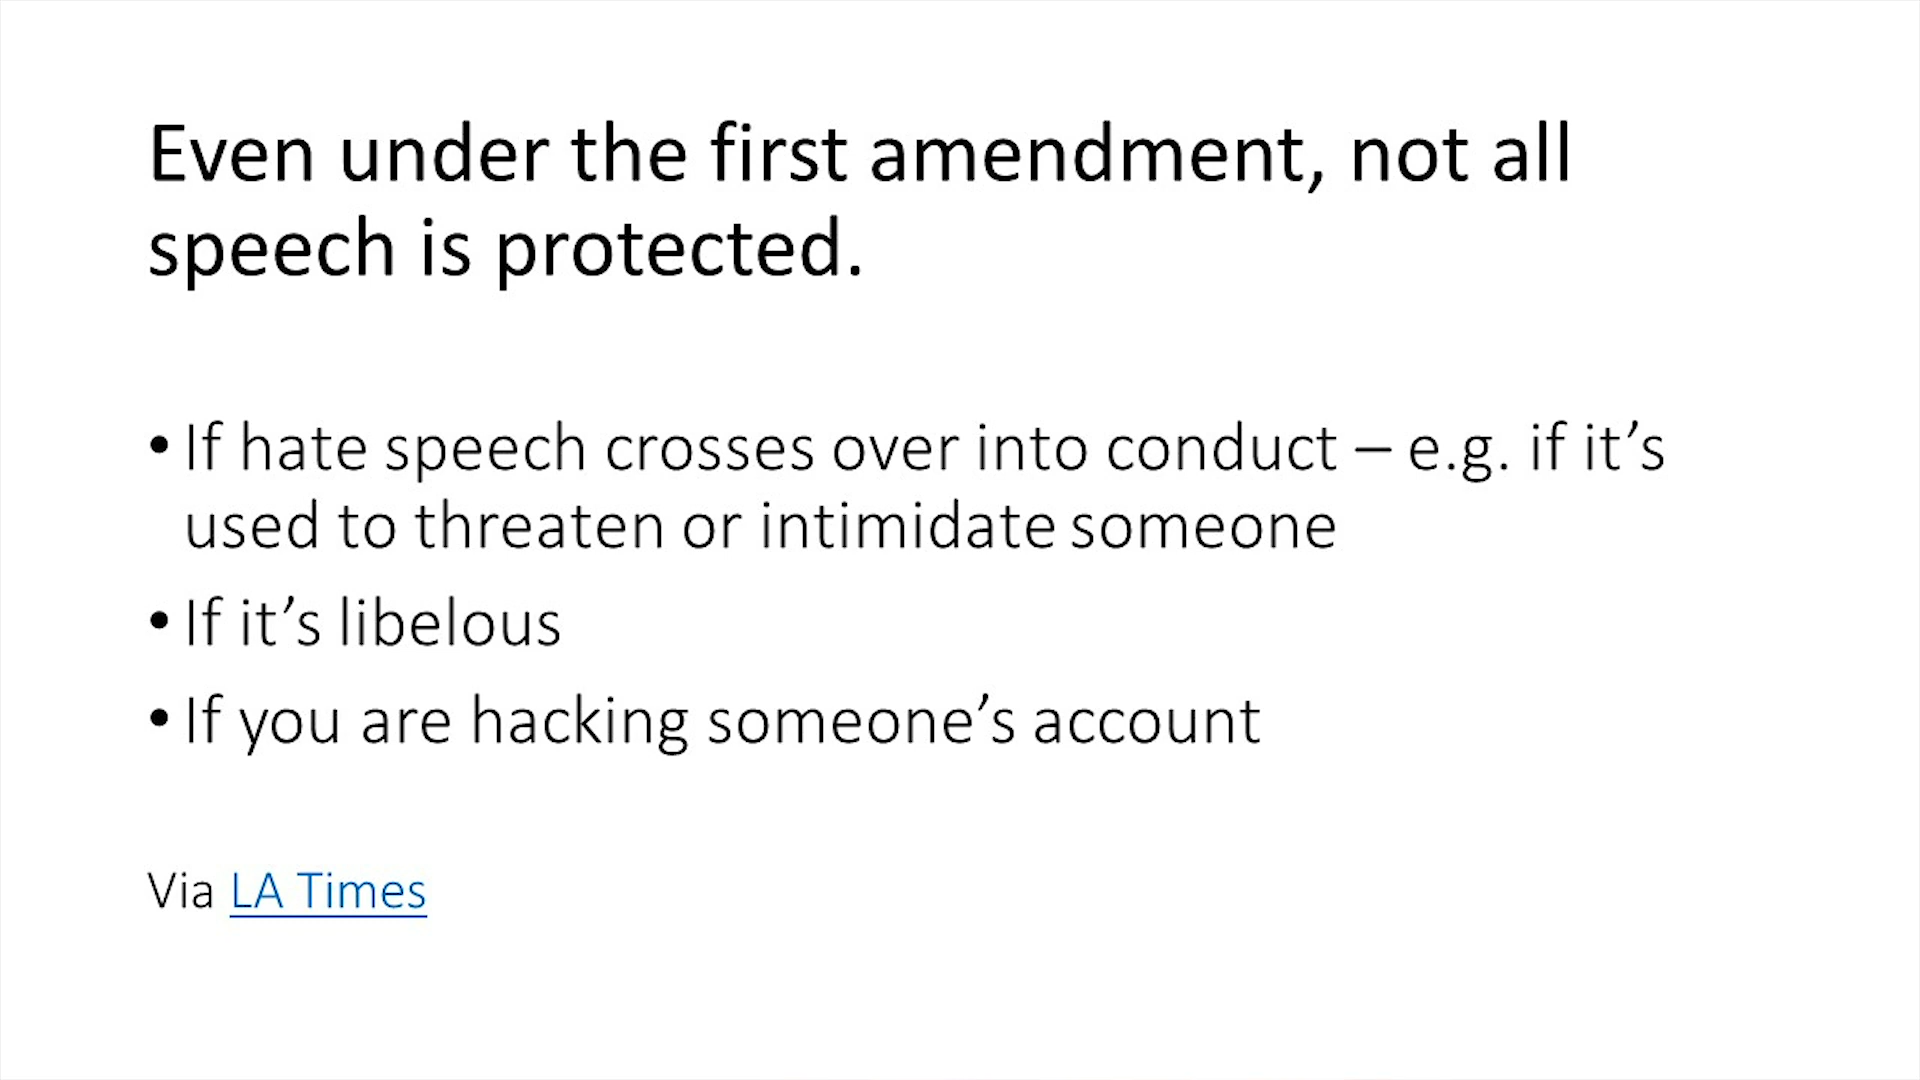 Even under the first amendment, not all
speech is protected.
• If hate speech crosses over into conduct – e.g. if it’s
used to threaten or intimidate someone
• If it’s libelous
• If you are hacking someone’s account
Via LA Times